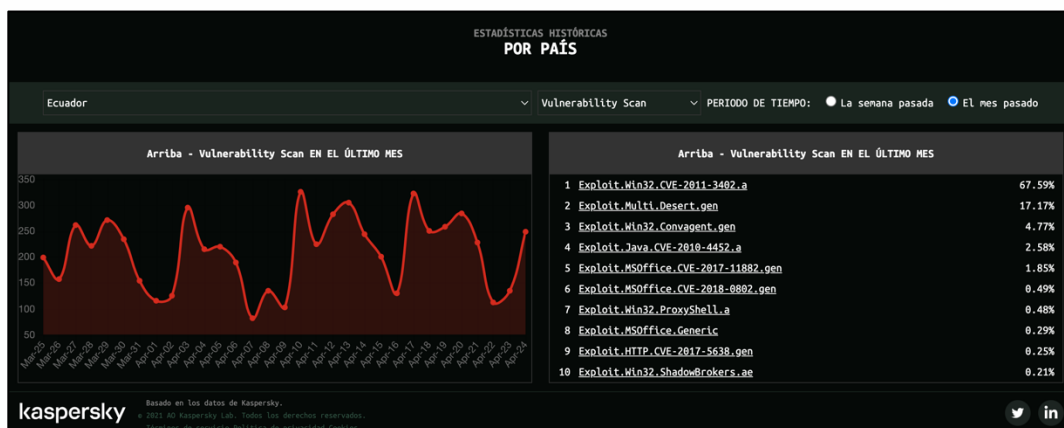 ESTADÍSTICAS HISTÓRICAS
POR PAÍS
Ecuador
Vulnerability Scan
PERIODO DE TIEMPO:
La semana pasada
El mes pasado
Arriba - Vulnerability Scan EN EL ÚLTIMO MES
350
300
250
200
150
100
50
Mar-25
Mar-26
Mar-27
Mar-28
Mar-29
Mar-30
Mar-31
Apr-01
Apr-02
Apr-03
Apr-04
Apr-05
Apr-06
Apr-07
Apr-08
Apr-09
Apr-10
Apr-11
Apr-12
Apr-13
Apr-14
Apr-15
Apr-16
Apr-17
Apr-18
Apr-19
Apr-20
Apr-21
Apr-22
Apr-23
Apr-24
Arriba - Vulnerability Scan EN EL ÚLTIMO MES
1 Exploit.Win32.CVE-2011-3402.a 67.59%
2 Exploit.Multi.Desert.gen 17.17%
3 Exploit.Win32.Convagent.gen 4.77%
4 Exploit.Java.CVE-2010-4452.a 2.58%
5 Exploit.MSOffice.CVE-2017-11882.gen 1.85%
6 Exploit.MSOffice.CVE-2018-0802.gen 0.49%
7 Exploit.Win32.ProxyShell.a 0.48%
8 Exploit.MSOffice.Generic 0.29%
9 Exploit.HTTP.CVE-2017-5638.gen 0.25%
10 Exploit.Win32.ShadowBrokers.ae 0.21%
kaspersky
Basado en los datos de Kaspersky.
© 2021 AO Kaspersky Lab. Todos los derechos reservados.
Términos de servicio Política de privacidad Cookies
in